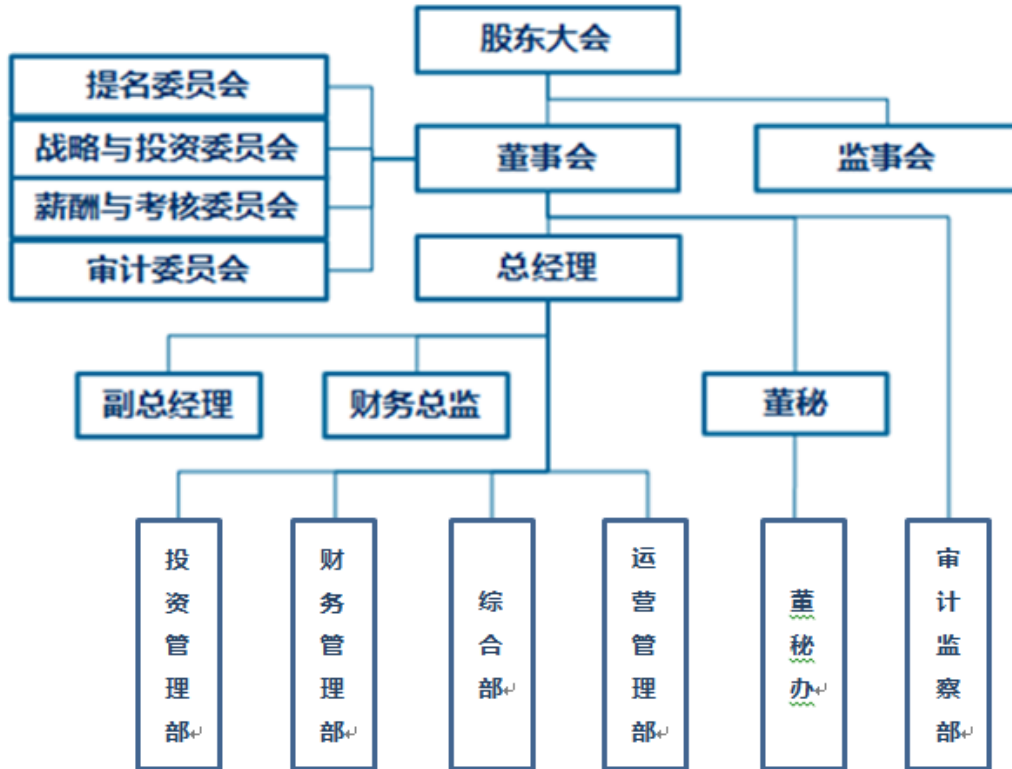 股东大会
提名委员会
战略与投资委员会
薪酬与考核委员会
审计委员会
董事会
监事会
总经理
副总经理
财务总监
董秘
投资管理部
财务管理部
综合部
运营管理部
董秘办
审计监察部